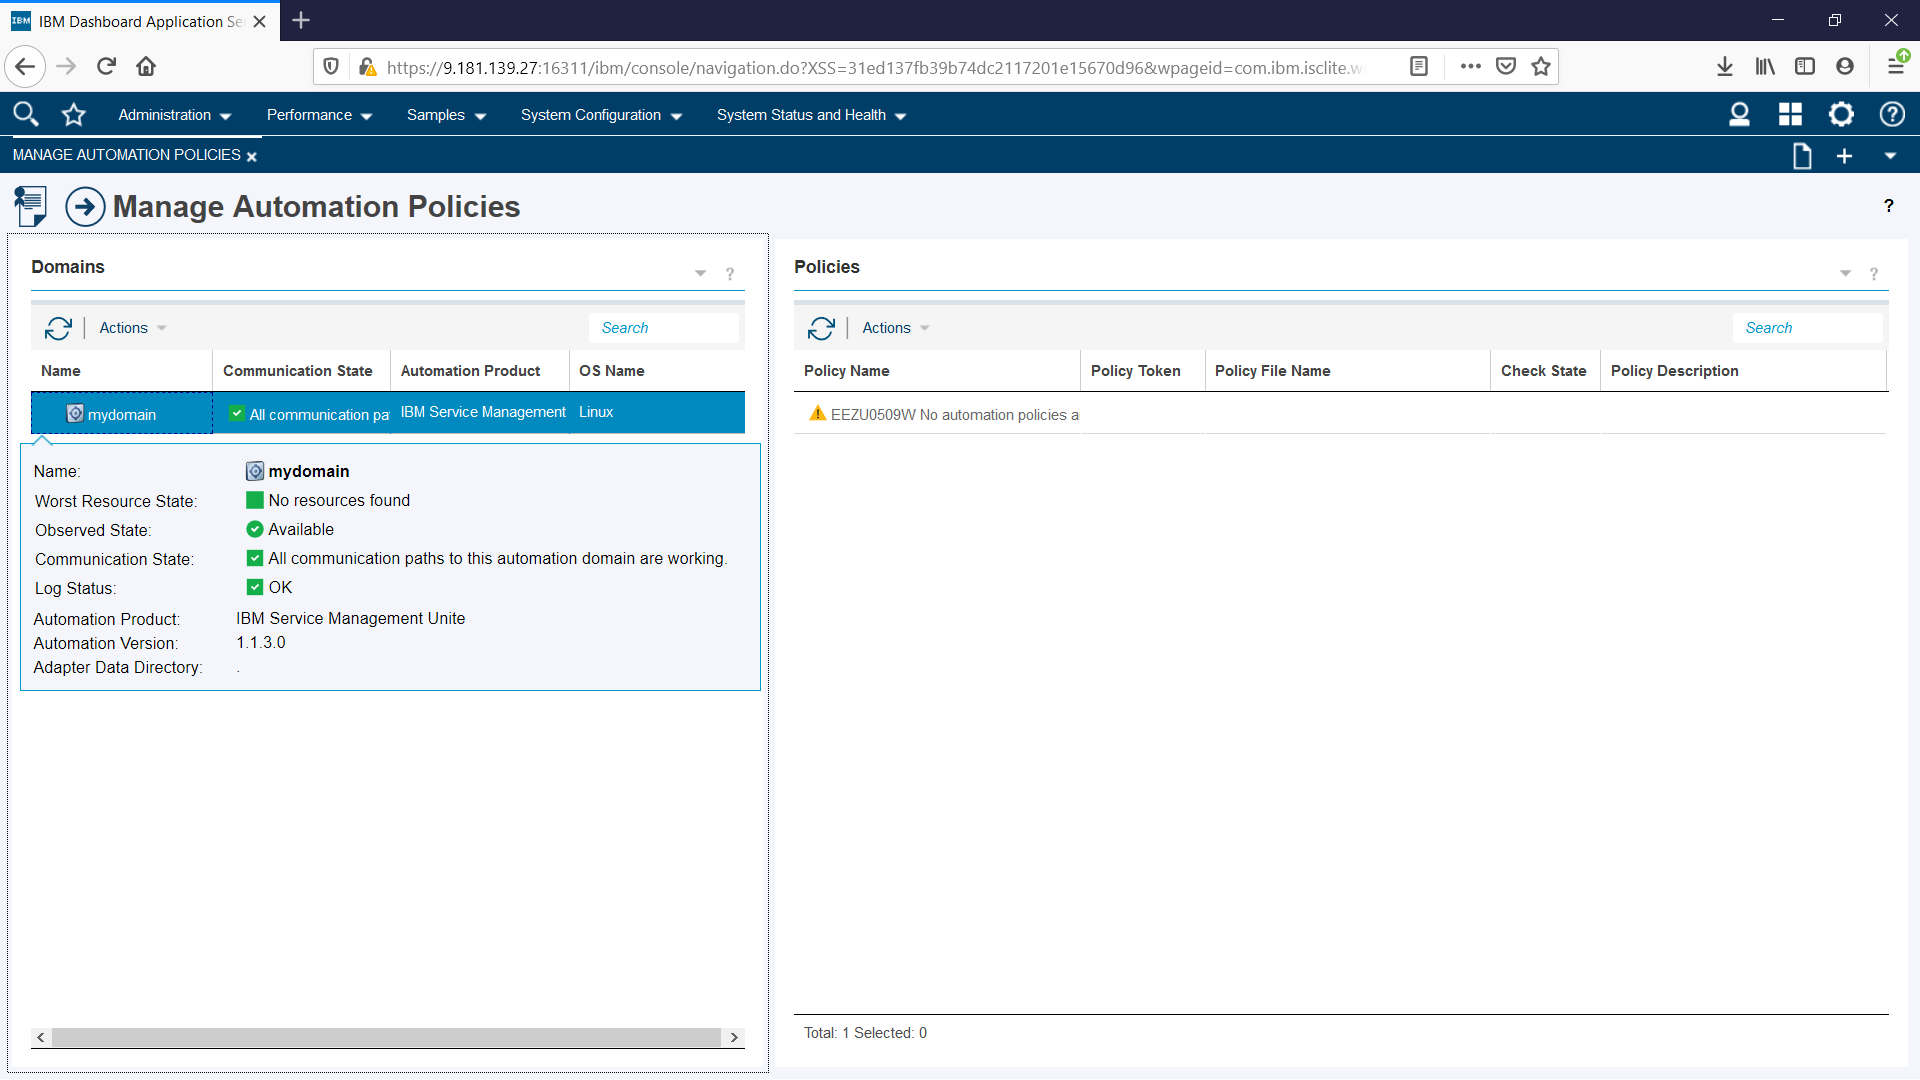 IBM IBM Dashboard Application Se
https://9.181.139.27:16311/ibm/console/navigation.do?XSS=31ed137fb39b74dc2117201e15670d96&wpageid=com.ibm.isclite.w
Administration Performance Samples System Configuration System Status and Health
MANAGE AUTOMATION POLICIES
Manage Automation Policies ?
Domains ?
Actions Search
Name Communication State Automation Product OS Name
mydomain All communication pa IBM Service Management Linux
Name: mydomain
Worst Resource State: No resources found
Observed State: Available
Communication State: All communication paths to this automation domain are working.
Log Status: OK
Automation Product: IBM Service Management Unite
Automation Version: 1.1.3.0
Adapter Data Directory: .
Policies ?
Actions Search
Policy Name Policy Token Policy File Name Check State Policy Description
EEZU0509W No automation policies a
Total: 1 Selected: 0